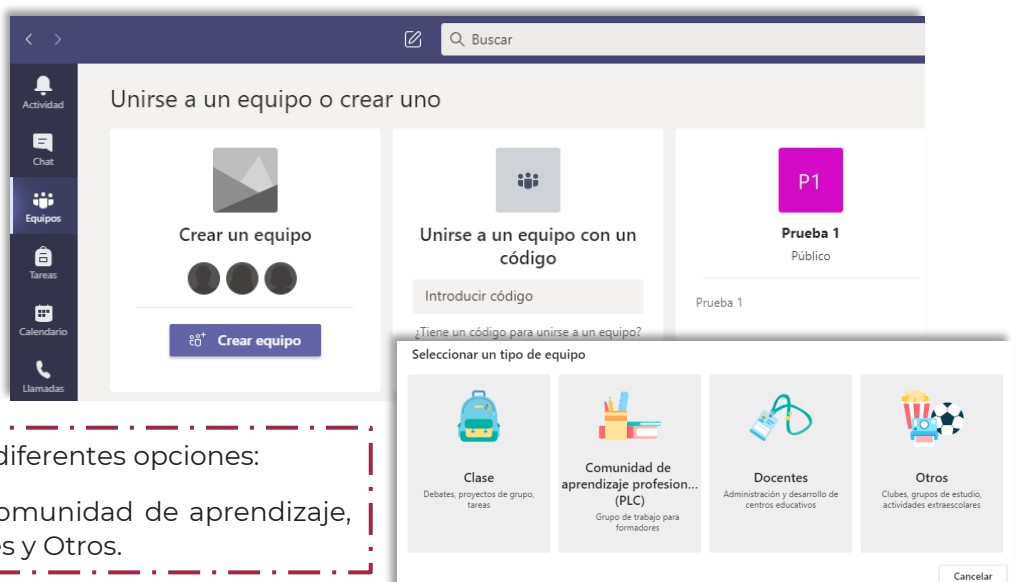 Buscar
Actividad
Chat
Equipos
Tareas
Calendario
Llamadas
Unirse a un equipo o crear uno
Crear un equipo
Crear equipo
Unirse a un equipo con un
código
Introducir código
¿Tiene un código para unirse a un equipo?
P1
Prueba 1
Público
Prueba 1
Seleccionar un tipo de equipo
Clase
Debates, proyectos de grupo,
tareas
Comunidad de
aprendizaje profesion...
(PLC)
Grupo de trabajo para
formadores
Docentes
Administración y desarrollo de
centros educativos
Otros
Clubes, grupos de estudio,
actividades extraescolares
Cancelar
diferentes opciones:
omunidad de aprendizaje,
es y Otros.